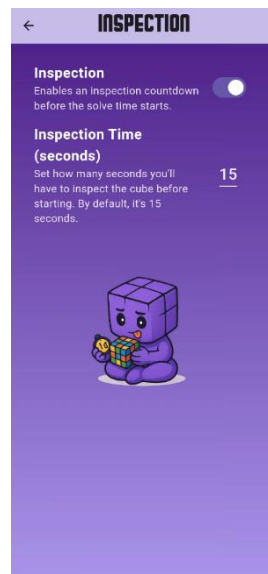 INSPECTION
Inspection
Enables an inspection countdown
before the solve time starts.
Inspection Time
(seconds)
Set how many seconds you'll
have to inspect the cube before
starting. By default, it's 15
seconds.
15